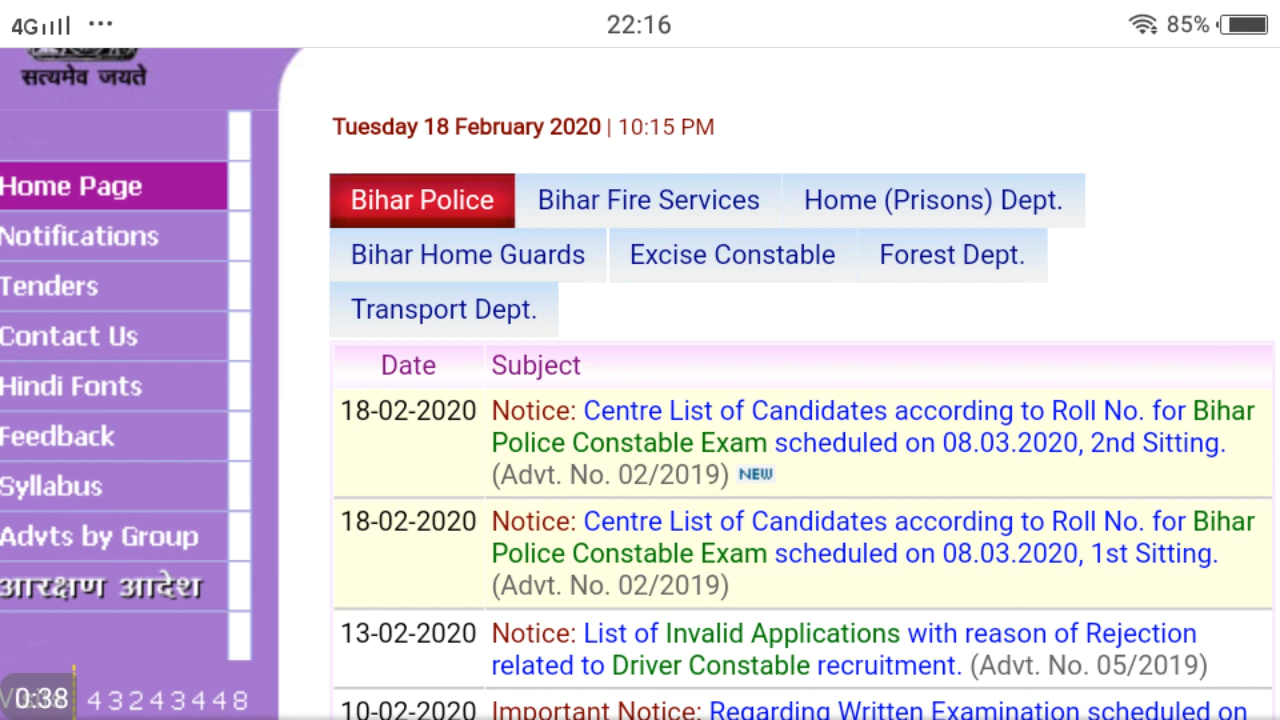 4G
22:16
85%
सत्यमेव जयते
Tuesday 18 February 2020 | 10:15 PM
Home Page
Notifications
Tenders
Contact Us
Hindi Fonts
Feedback
Syllabus
Advts by Group
आरक्षण आदेश
0:38 43243448
Bihar Police Bihar Fire Services Home (Prisons) Dept.
Bihar Home Guards Excise Constable Forest Dept.
Transport Dept.
Date Subject
18-02-2020 Notice: Centre List of Candidates according to Roll No. for Bihar
Police Constable Exam scheduled on 08.03.2020, 2nd Sitting.
(Advt. No. 02/2019) NEW
18-02-2020 Notice: Centre List of Candidates according to Roll No. for Bihar
Police Constable Exam scheduled on 08.03.2020, 1st Sitting.
(Advt. No. 02/2019)
13-02-2020 Notice: List of Invalid Applications with reason of Rejection
related to Driver Constable recruitment. (Advt. No. 05/2019)
10-02-2020 Important Notice: Regarding Written Examination scheduled on